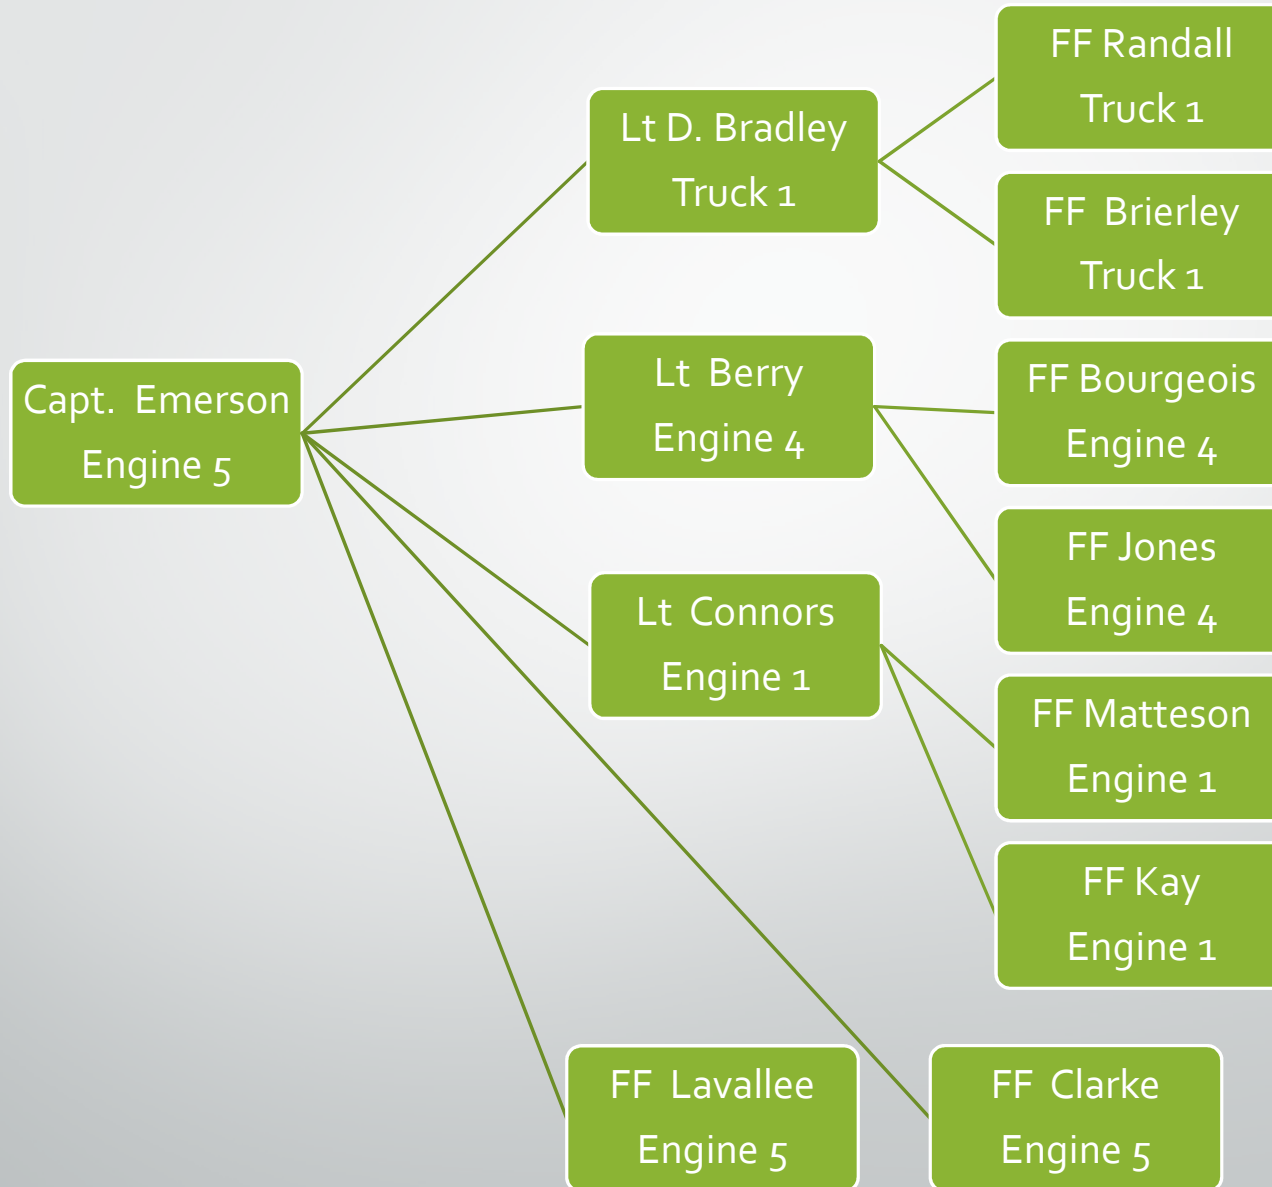 Capt. Emerson
Engine 5
Lt D. Bradley
Truck 1
FF Randall
Truck 1
FF Brierley
Truck 1
Lt Berry
Engine 4
FF Bourgeois
Engine 4
FF Jones
Engine 4
Lt Connors
Engine 1
FF Matteson
Engine 1
FF Kay
Engine 1
FF Lavallee
Engine 5
FF Clarke
Engine 5